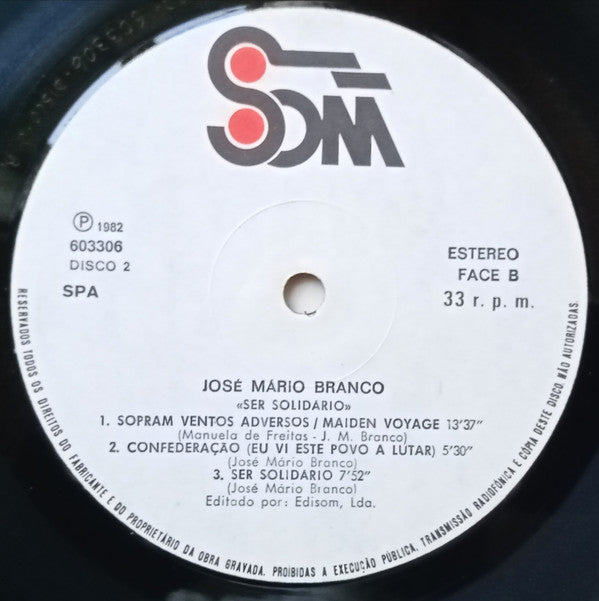 SOM
Ⓟ 1982
603306
DISCO 2
SPA
ESTEREO
FACE B
33 r. p. m.
JOSÉ MÁRIO BRANCO
«SER SOLIDÁRIO»
1. SOPRAM VENTOS ADVERSOS / MAIDEN VOYAGE 13'37"
(Manuela de Freitas - J. M. Branco)
2. CONFEDERAÇÃO (EU VI ESTE POVO A LUTAR) 5'30"
(José Mário Branco)
3. SER SOLIDARIO 7'52"
(José Mário Branco)
Editado por: Edisom, Lda.
RESERVADOS TODOS OS DIREITOS DO FABRICANTE E DO PROPRIETÁRIO DA OBRA GRAVADA. PROIBIDAS A EXECUÇÃO PÚBLICA, TRANSMISSÃO RADIOFÓNICA E CÓPIA DESTE DISCO, NÃO AUTORIZADAS.